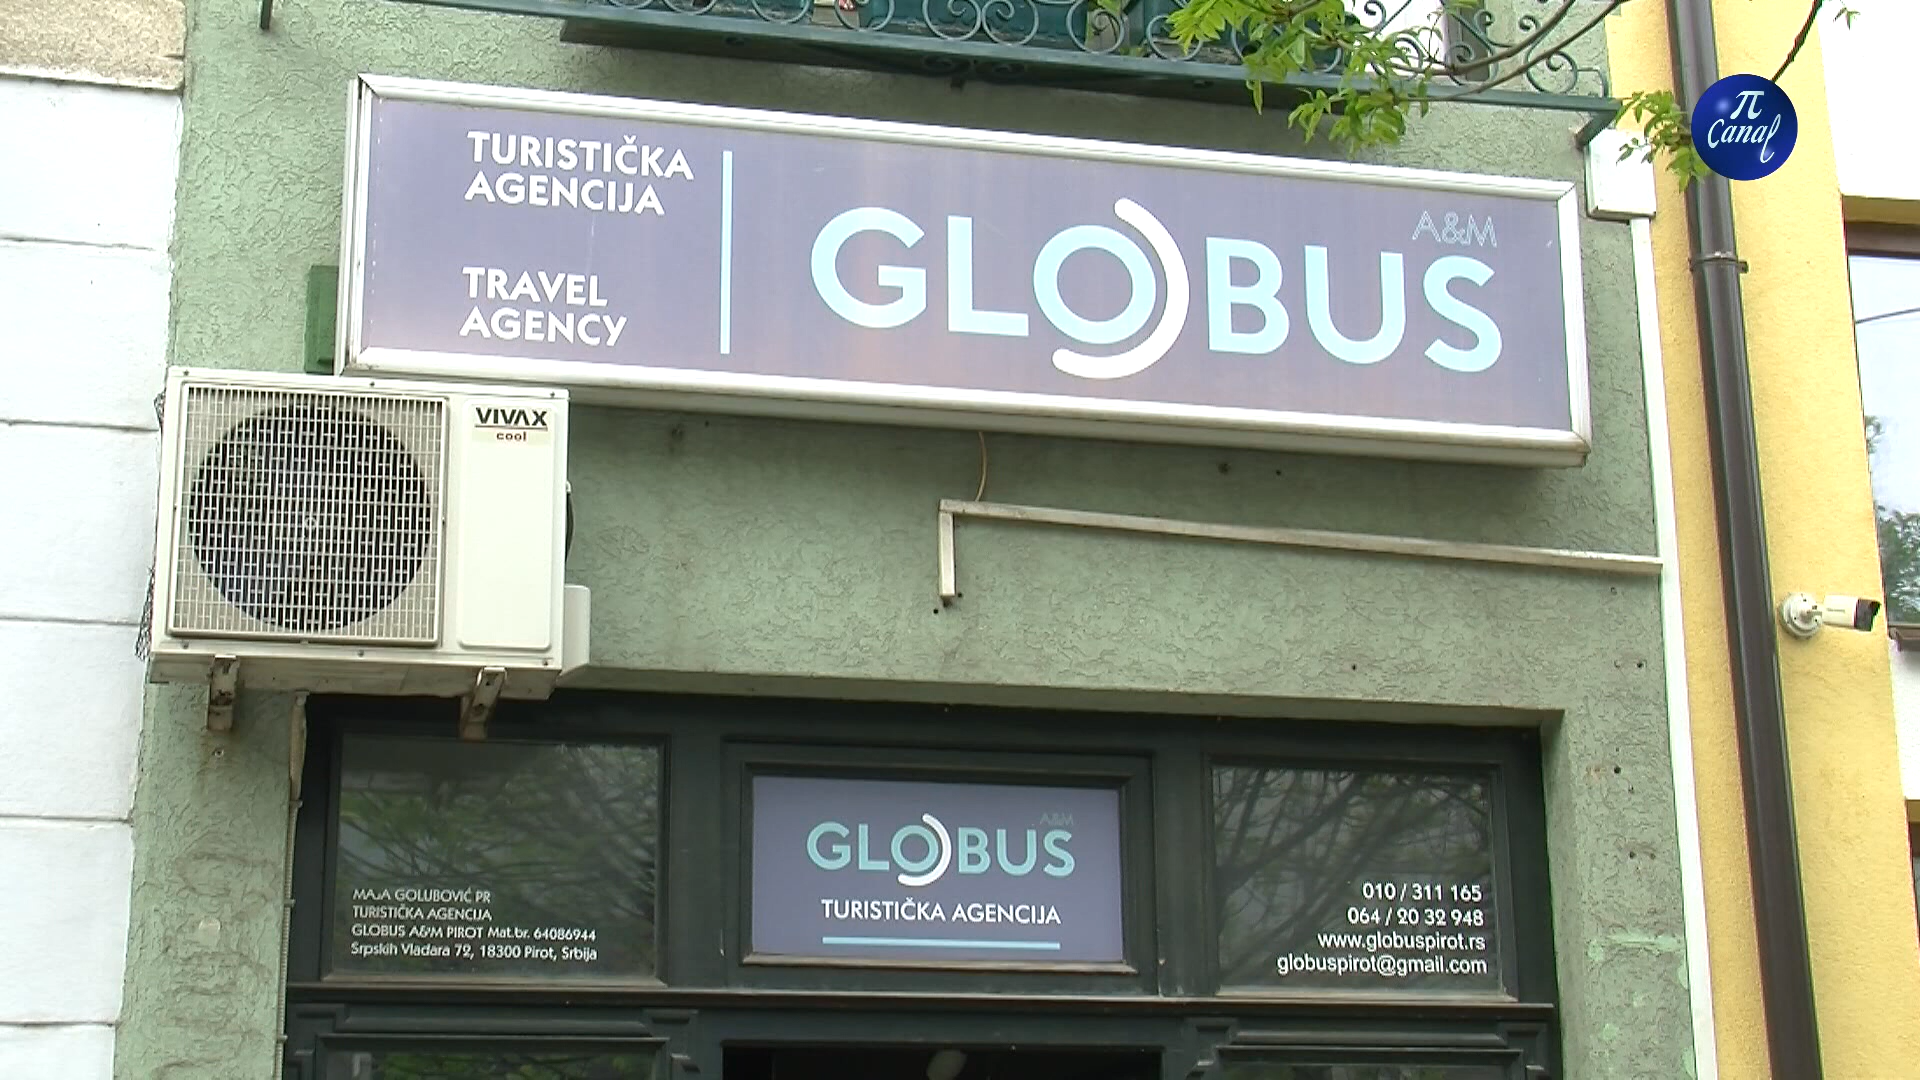 π
Canal
TURISTIČKA
AGENCIJA
TRAVEL
AGENCY
A&M
GLOBUS
VIVAX
cool
A&M
GLOBUS
TURISTIČKA AGENCIJA
MAJA GOLUBOVIĆ PR
TURISTIČKA AGENCIJA
GLOBUS A&M PIROT Mat.br. 64086944
Srpskih Vladara 72, 18300 Pirot, Srbija
010 / 311 165
064 / 20 32 948
www.globuspirot.rs
globuspirot@gmail.com